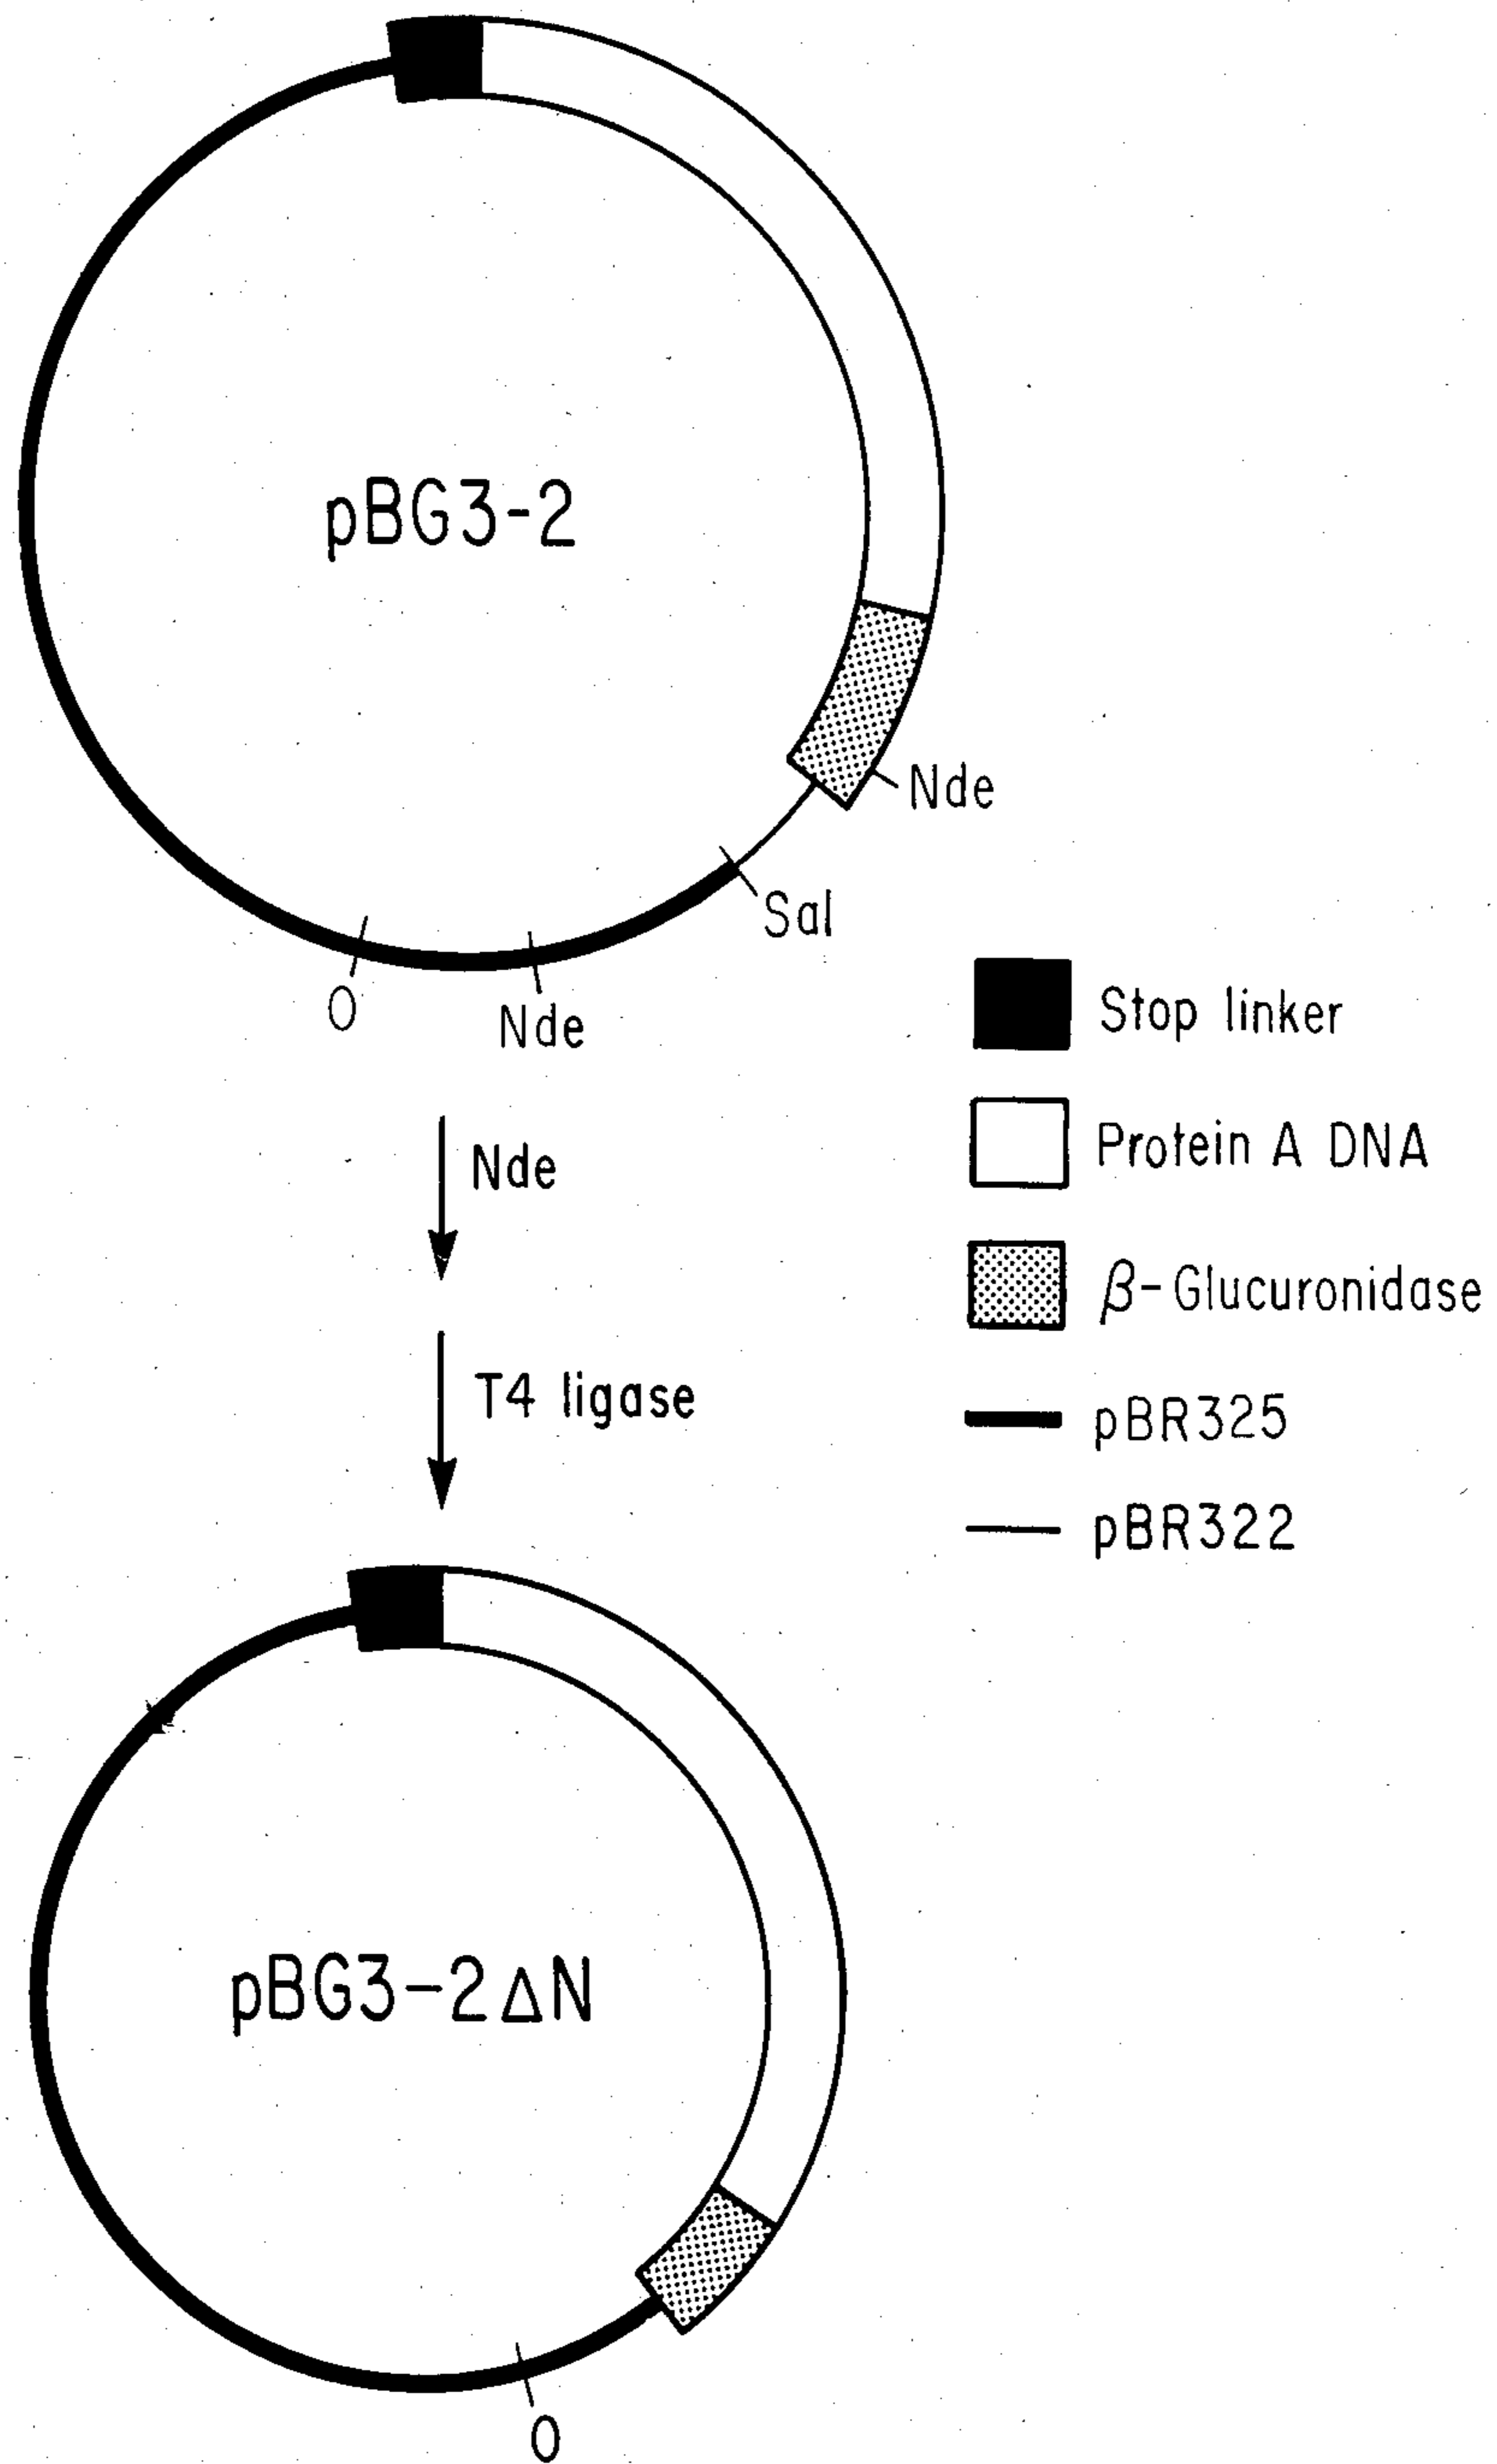 pBG3-2
Nde
Sal
O
Nde
Stop linker
Nde
Protein A DNA
β-Glucuronidase
T4 ligase
pBR325
pBR322
pBG3-2ΔN
O